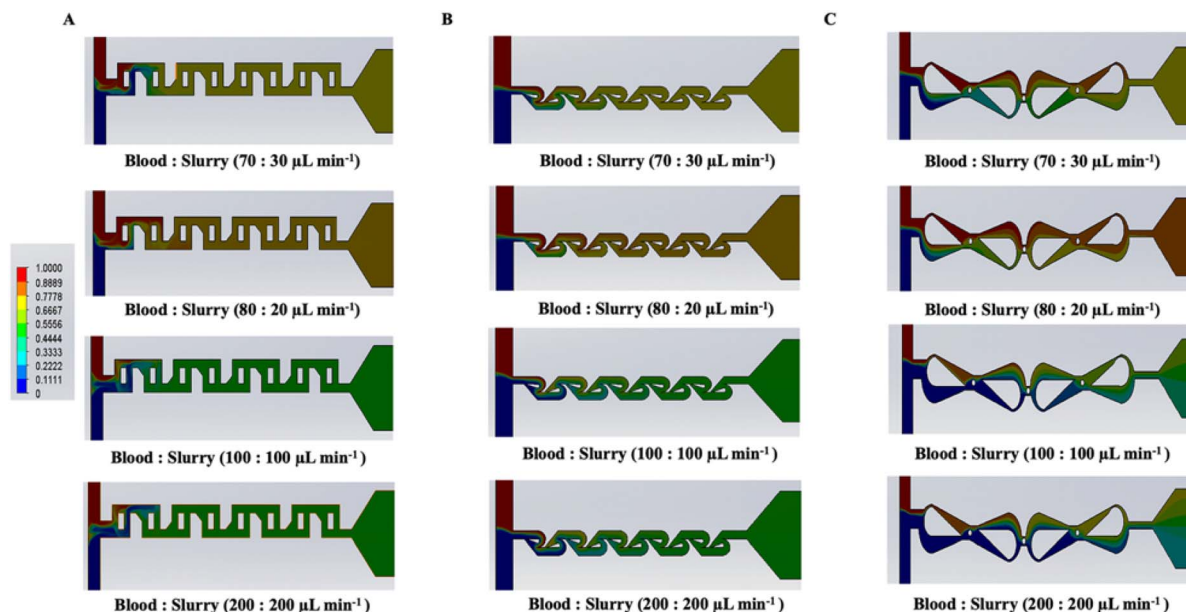 A
B
C
Blood : Slurry (70 : 30 µL min⁻¹)
Blood : Slurry (70 : 30 µL min⁻¹)
Blood : Slurry (70 : 30 µL min⁻¹)
Blood : Slurry (80 : 20 µL min⁻¹)
Blood : Slurry (80 : 20 µL min⁻¹)
Blood : Slurry (80 : 20 µL min⁻¹)
1.0000
0.8889
0.7778
0.6667
0.5556
0.4444
0.3333
0.2222
0.1111
0
Blood : Slurry (100 : 100 µL min⁻¹)
Blood : Slurry (100 : 100 µL min⁻¹)
Blood : Slurry (100 : 100 µL min⁻¹)
Blood : Slurry (200 : 200 µL min⁻¹)
Blood : Slurry (200 : 200 µL min⁻¹)
Blood : Slurry (200 : 200 µL min⁻¹)